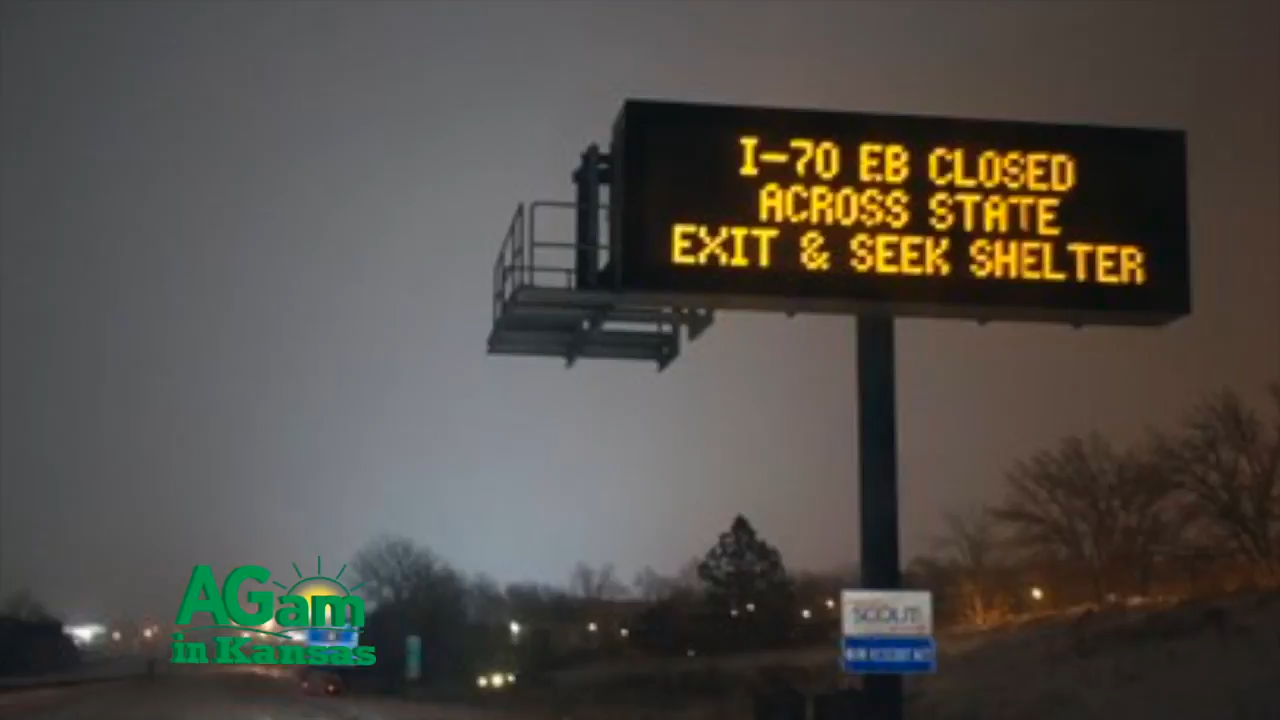 I-70 EB CLOSED
ACROSS STATE
EXIT & SEEK SHELTER
SCOUT
AGam
in Kansas